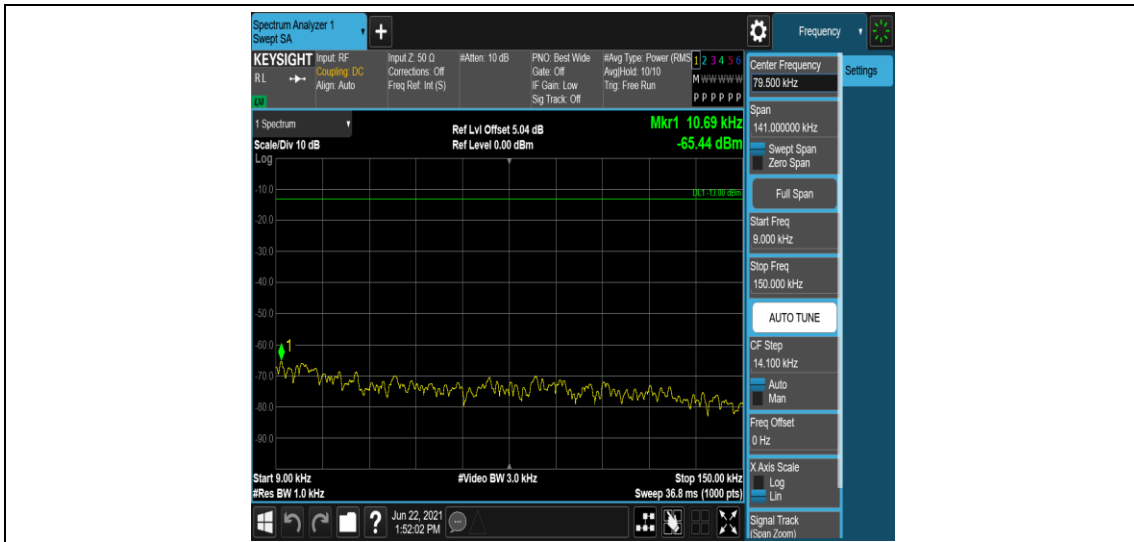 Spectrum Analyzer 1
Swept SA
+
Frequency
KEYSIGHT
RL
LXI
Input: RF
Coupling: DC
Align: Auto
Input Z: 50 Ω
Corrections: Off
Freq Ref: Int (S)
#Atten: 10 dB
PNO: Best Wide
Gate: Off
IF Gain: Low
Sig Track: Off
#Avg Type: Power (RMS
Avg|Hold: 10/10
Trig: Free Run
1 2 3 4 5 6
M W W W W W
P P P P P P
1 Spectrum
Scale/Div 10 dB
Log
Ref Lvl Offset 5.04 dB
Ref Level 0.00 dBm
Mkr1 10.69 kHz
-65.44 dBm
DL1 -13.00 dBm
-10.0
-20.0
-30.0
-40.0
-50.0
-60.0
1
-70.0
-80.0
-90.0
Start 9.00 kHz
#Res BW 1.0 kHz
#Video BW 3.0 kHz
Stop 150.00 kHz
Sweep 36.8 ms (1000 pts)
Center Frequency
79.500 kHz
Settings
Span
141.000000 kHz
Swept Span
Zero Span
Full Span
Start Freq
9.000 kHz
Stop Freq
150.000 kHz
AUTO TUNE
CF Step
14.100 kHz
Auto
Man
Freq Offset
0 Hz
X Axis Scale
Log
Lin
Signal Track
(Span Zoom)
?
Jun 22, 2021
1:52:02 PM